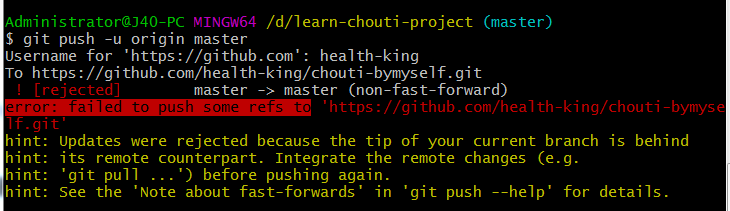 Administrator@J40-PC MINGW64 /d/learn-chouti-project (master)
$ git push -u origin master
Username for 'https://github.com': health-king
To https://github.com/health-king/chouti-bymyself.git
 ! [rejected]        master -> master (non-fast-forward)
error: failed to push some refs to 'https://github.com/health-king/chouti-bymyse
lf.git'
hint: Updates were rejected because the tip of your current branch is behind
hint: its remote counterpart. Integrate the remote changes (e.g.
hint: 'git pull ...') before pushing again.
hint: See the 'Note about fast-forwards' in 'git push --help' for details.